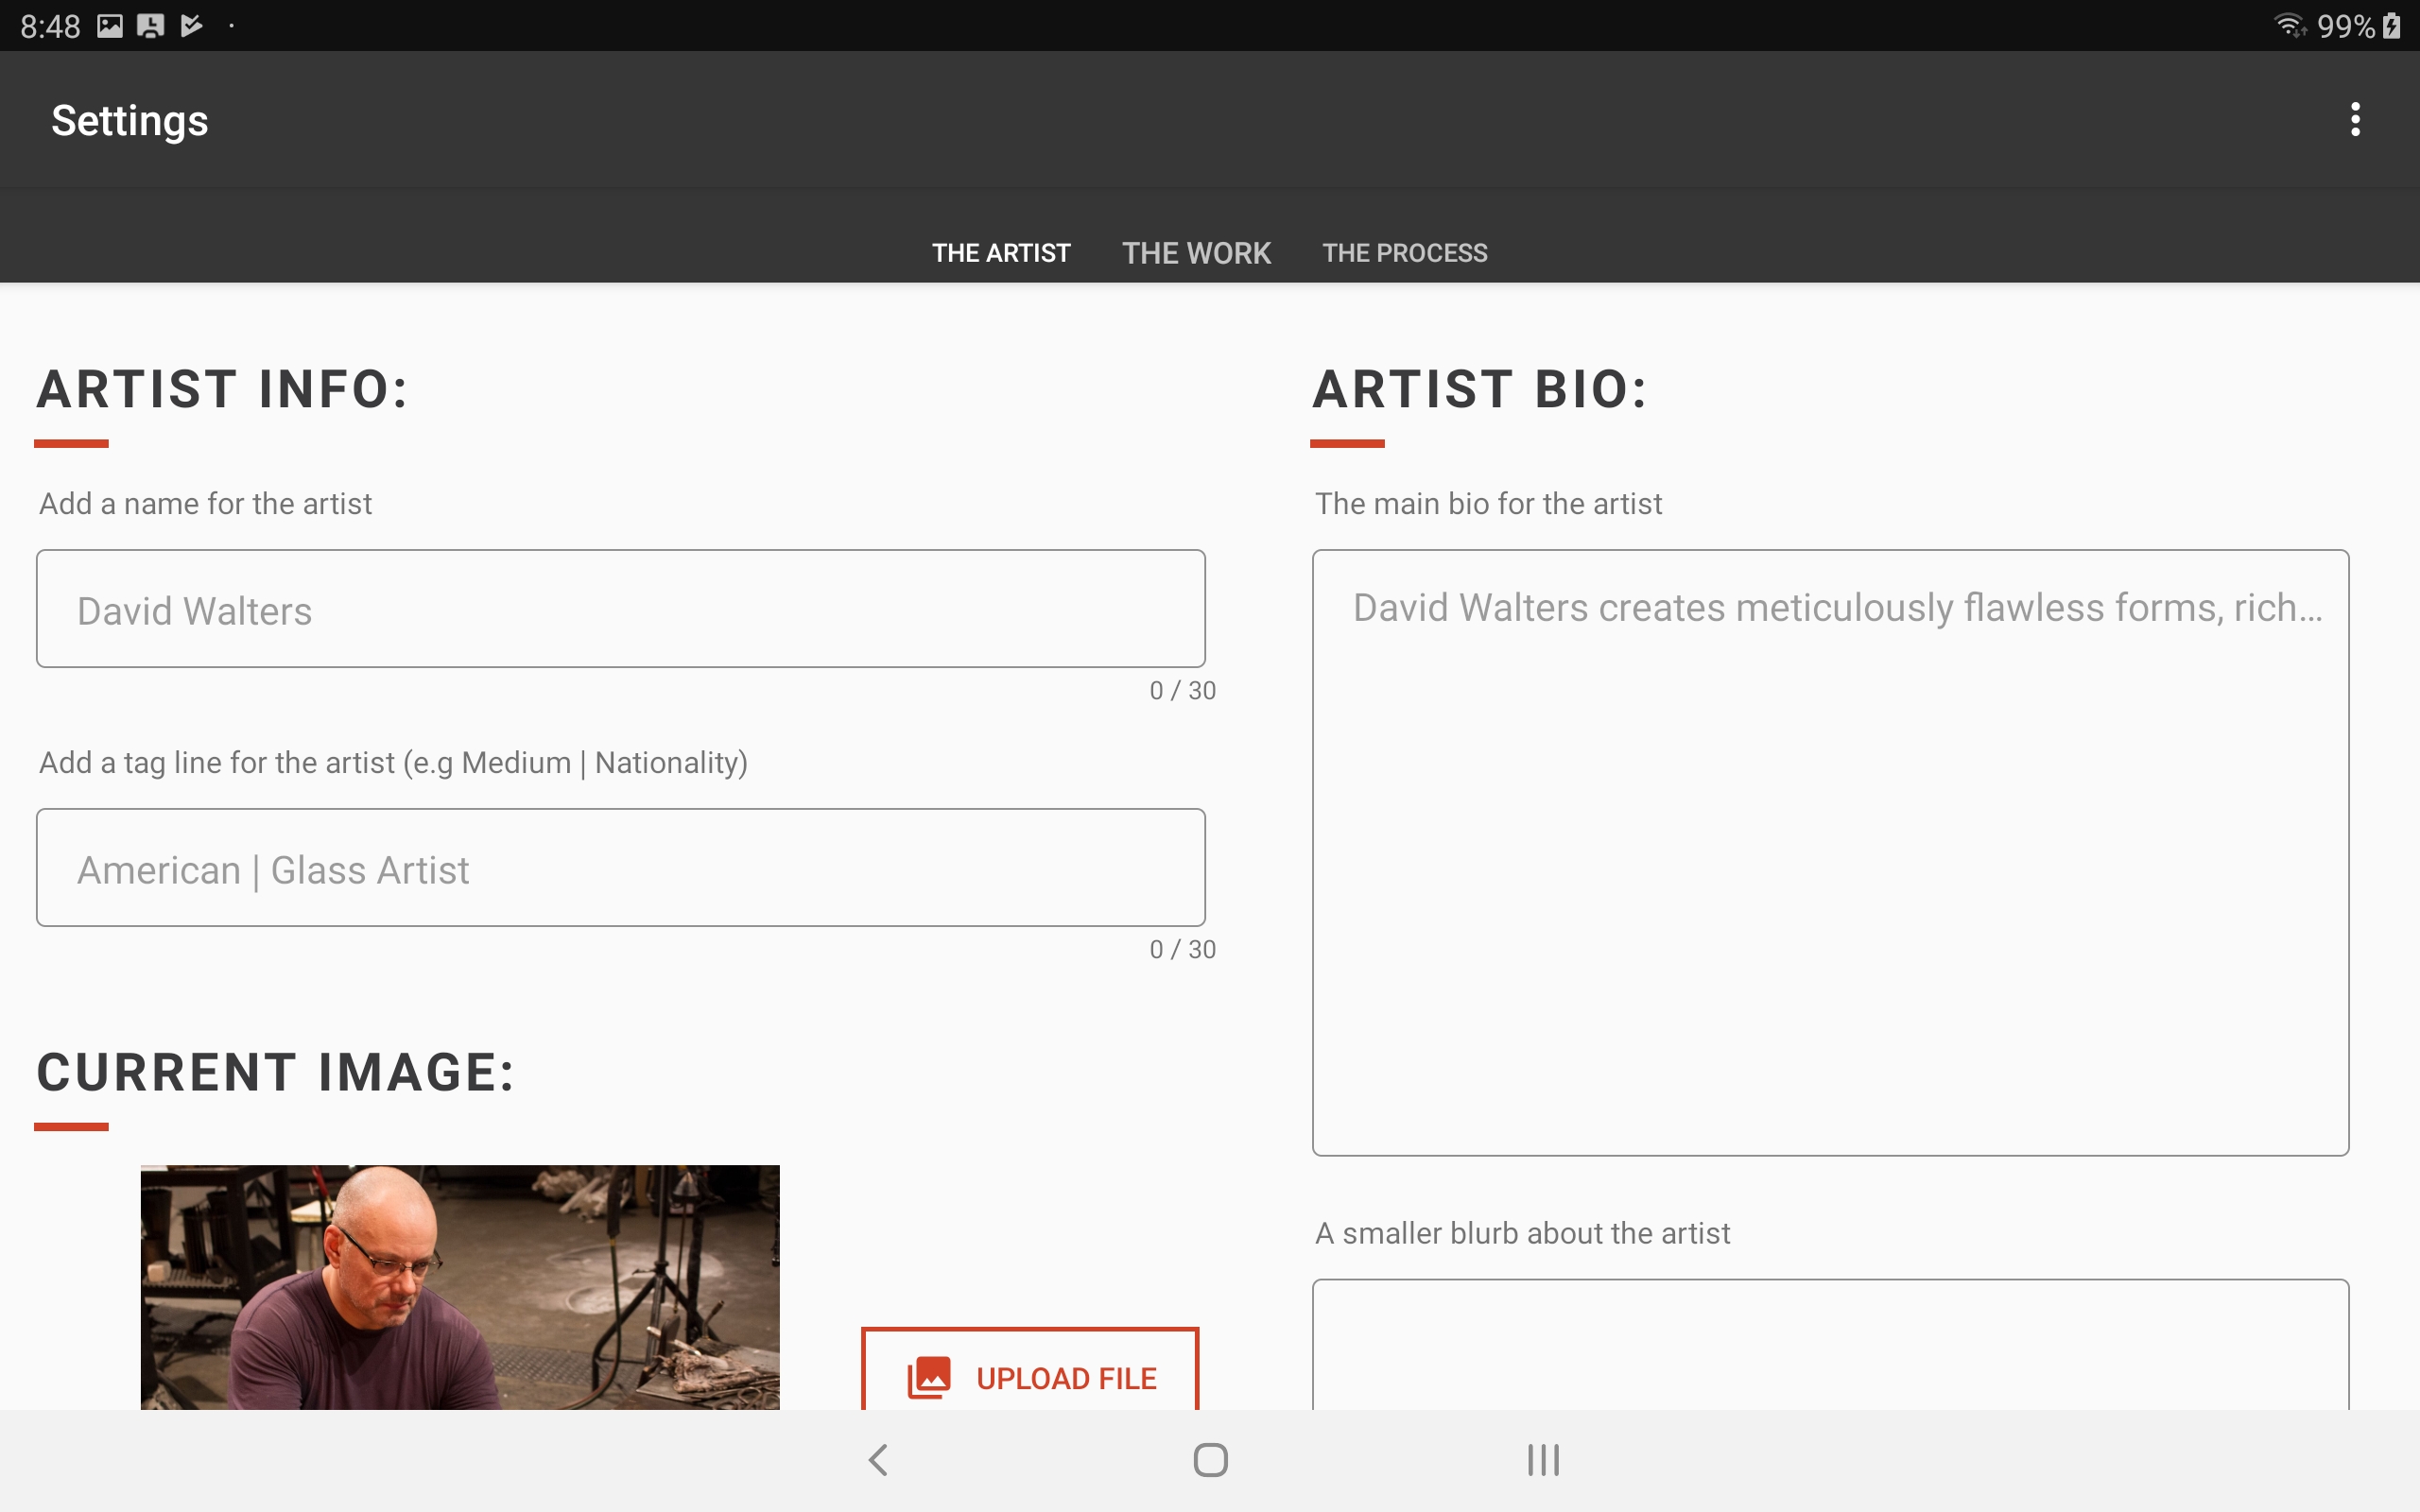 8:48
99%
Settings
THE ARTIST THE WORK THE PROCESS
ARTIST INFO:
Add a name for the artist
David Walters
0 / 30
Add a tag line for the artist (e.g Medium | Nationality)
American | Glass Artist
0 / 30
CURRENT IMAGE:
UPLOAD FILE
ARTIST BIO:
The main bio for the artist
David Walters creates meticulously flawless forms, rich...
A smaller blurb about the artist